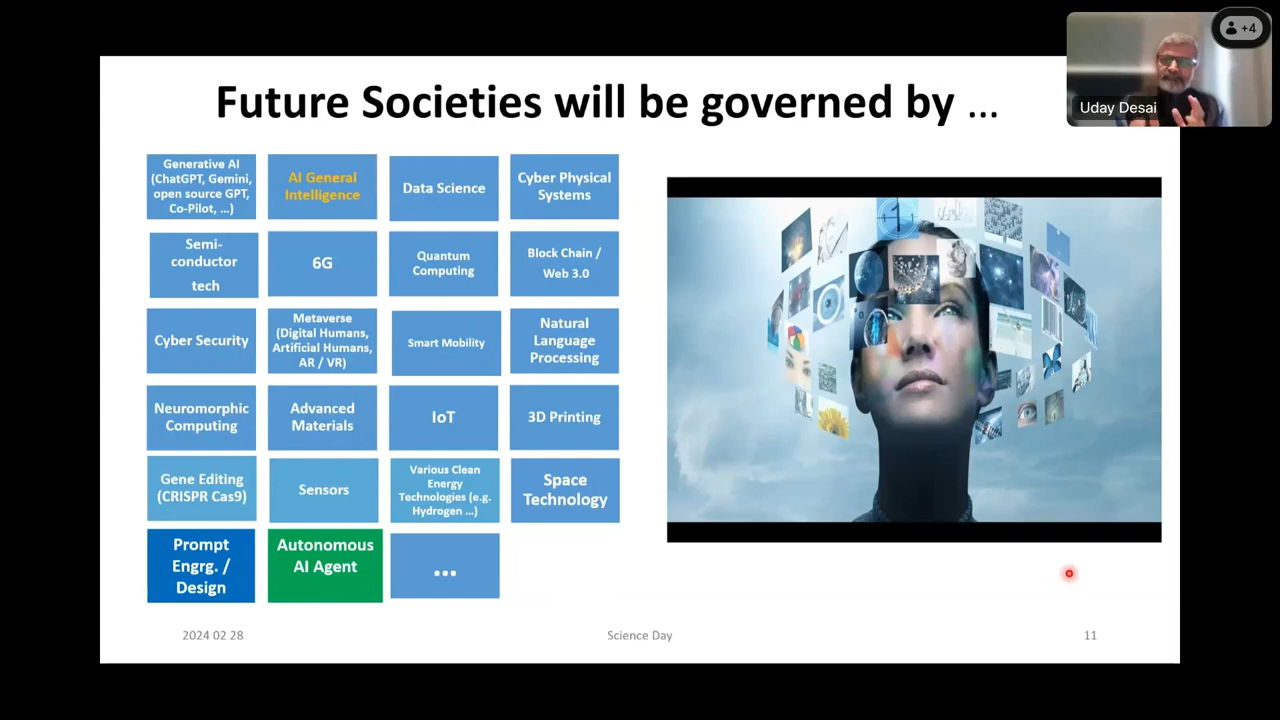 Future Societies will be governed by ...
+4
Uday Desai
Generative AI
(ChatGPT, Gemini,
open source GPT,
Co-Pilot, ...)
AI General
Intelligence
Data Science
Cyber Physical
Systems
Semi-
conductor
tech
6G
Quantum
Computing
Block Chain /
Web 3.0
Cyber Security
Metaverse
(Digital Humans,
Artificial Humans,
AR / VR)
Smart Mobility
Natural
Language
Processing
Neuromorphic
Computing
Advanced
Materials
IoT
3D Printing
Gene Editing
(CRISPR Cas9)
Sensors
Various Clean
Energy
Technologies (e.g.
Hydrogen ...)
Space
Technology
Prompt
Engrg. /
Design
Autonomous
AI Agent
...
1
2024 02 28
Science Day
11